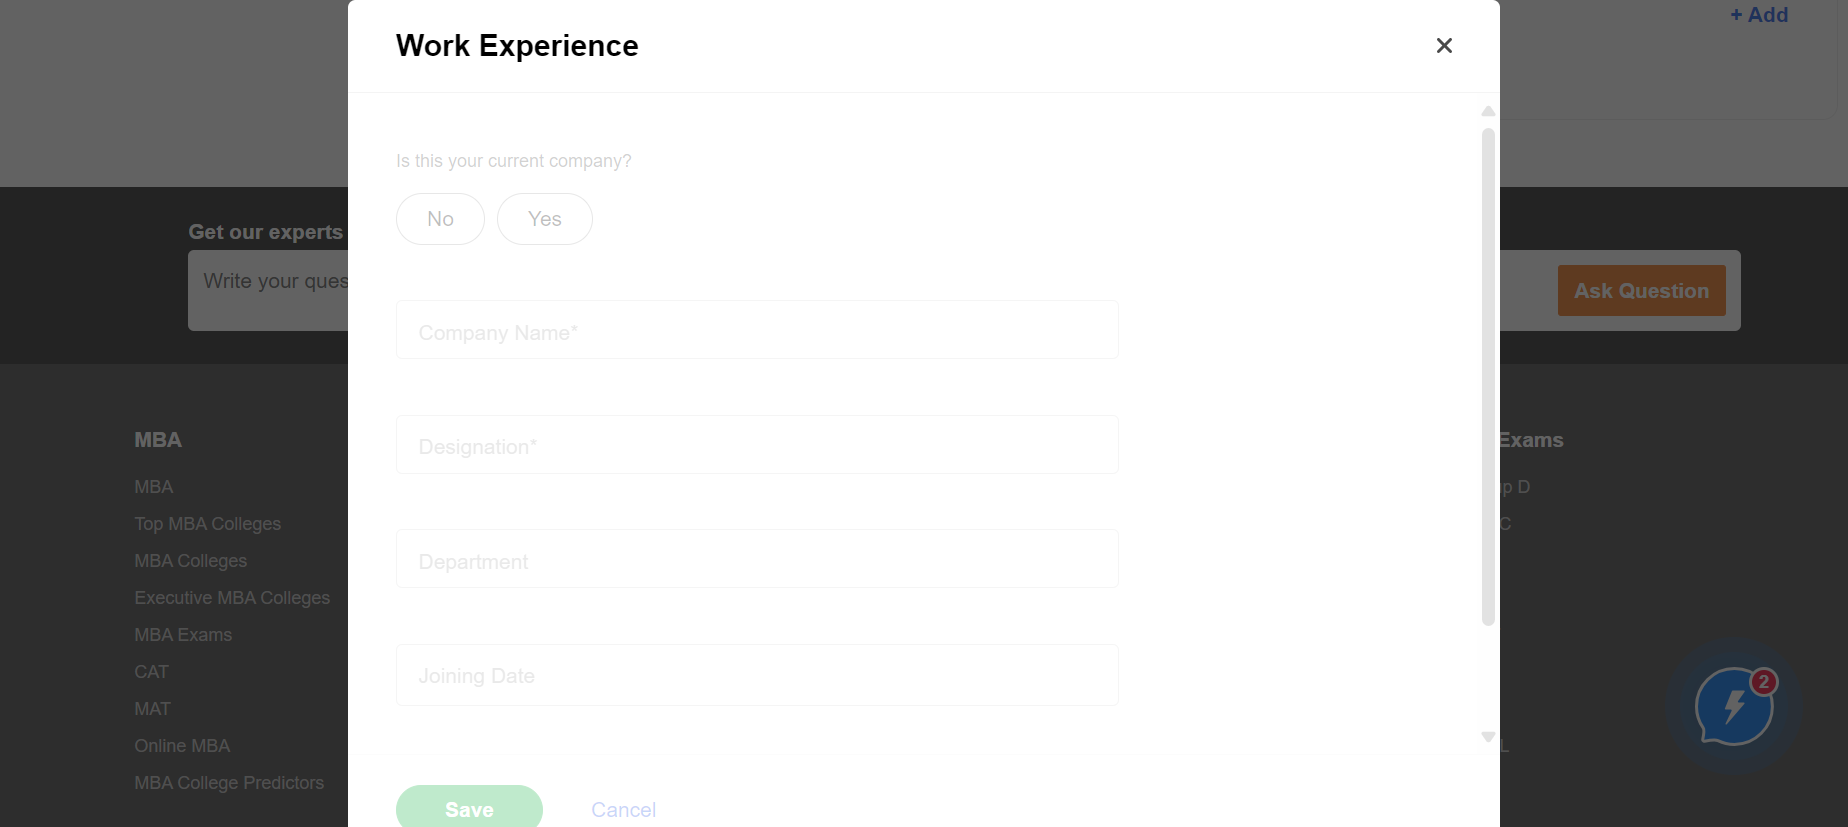 + Add
Work Experience
Is this your current company?
No
Yes
Get our experts
Write your ques
Ask Question
Company Name*
Designation*
Department
Joining Date
Save
Cancel
MBA
MBA
Top MBA Colleges
MBA Colleges
Executive MBA Colleges
MBA Exams
CAT
MAT
Online MBA
MBA College Predictors
Exams
p D
C
L
2